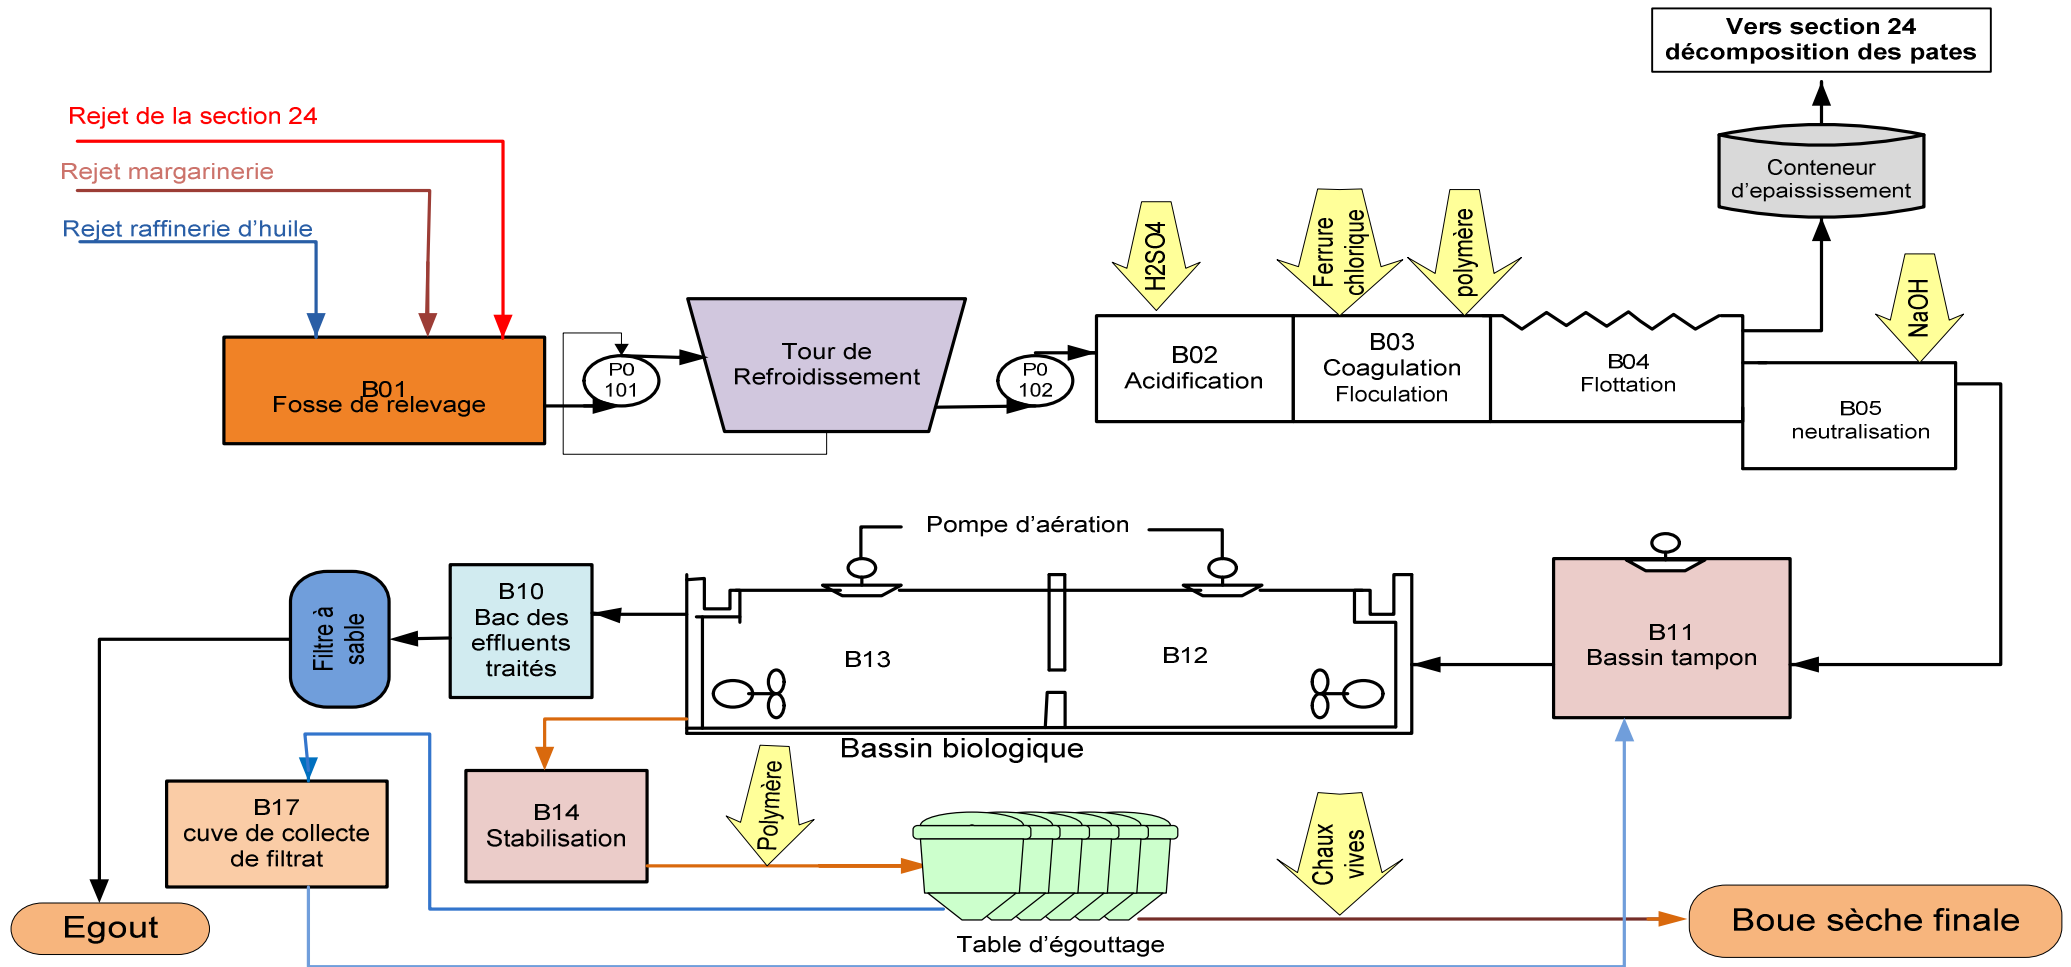 Vers section 24
décomposition des pates
Rejet de la section 24
Rejet margarinerie
Rejet raffinerie d’huile
Conteneur
d’epaississement
H2SO4
Ferrure
chlorique
polymère
NaOH
B01
Fosse de relevage
P0
101
Tour de
Refroidissement
P0
102
B02
Acidification
B03
Coagulation
Floculation
B04
Flottation
B05
neutralisation
Pompe d’aération
Filtre à
sable
B10
Bac des
effluents
traités
B13
B12
B11
Bassin tampon
Bassin biologique
B17
cuve de collecte
de filtrat
B14
Stabilisation
Polymère
Chaux
vives
Egout
Table d’égouttage
Boue sèche finale